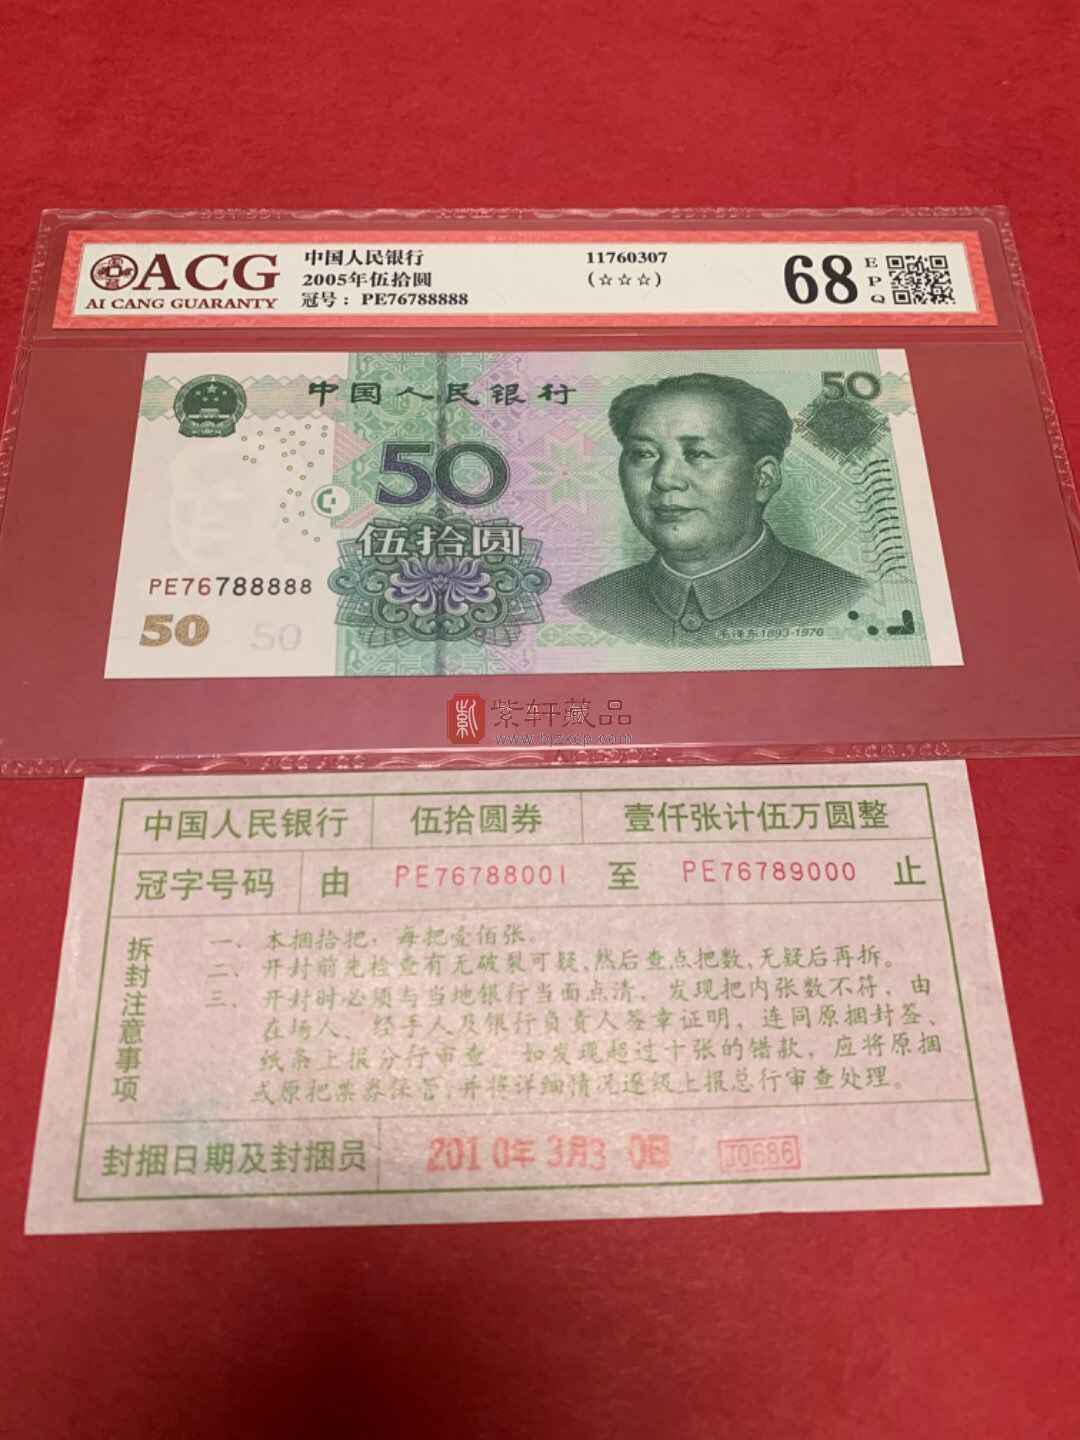 ACG
AI CANG GUARANTY
中国人民银行
2005年伍拾圆
冠号：PE76788888
11760307
(☆☆☆)
68
EPQ
中国人民银行
50
50
伍拾圆
PE76788888
50
50
毛泽东1893-1976
紫轩藏品
www.bjzxcp.com
中国人民银行 伍拾圆券 壹仟张计伍万圆整
冠字号码 由 PE76788001 至 PE76789000 止
拆封注意事项
一、本捆拾把，每把壹佰张。
二、开封前先检查有无破裂可疑，然后查点把数，无疑后再拆。
三、开封时必须与当地银行当面点清，发现把内张数不符，由
在场人、经手人及银行负责人签章证明，连同原捆封签、
纸条上报分行审查，如发现超过十张的错款，应将原捆
或原把票券保管，并将详细情况逐级上报总行审查处理。
封捆日期及封捆员 2010年3月30日 J0686